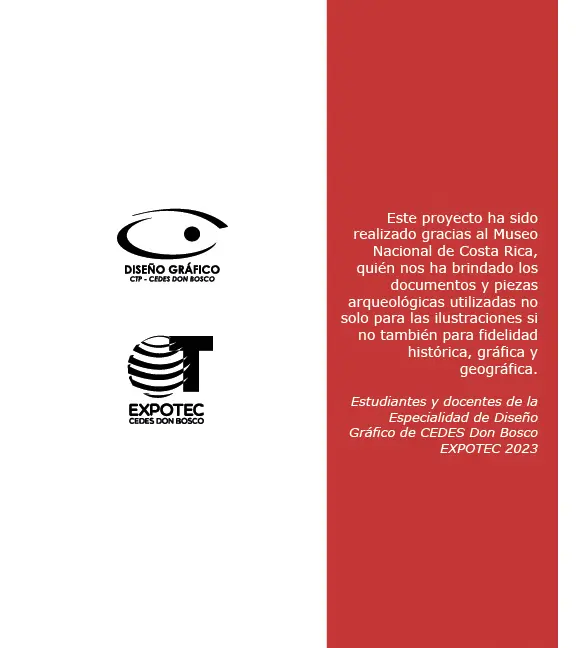 DISEÑO GRÁFICO
CTP - CEDES DON BOSCO
EXPOTEC
CEDES DON BOSCO
Este proyecto ha sido
realizado gracias al Museo
Nacional de Costa Rica,
quién nos ha brindado los
documentos y piezas
arqueológicas utilizadas no
solo para las ilustraciones si
no también para fidelidad
histórica, gráfica y
geográfica.
Estudiantes y docentes de la
Especialidad de Diseño
Gráfico de CEDES Don Bosco
EXPOTEC 2023